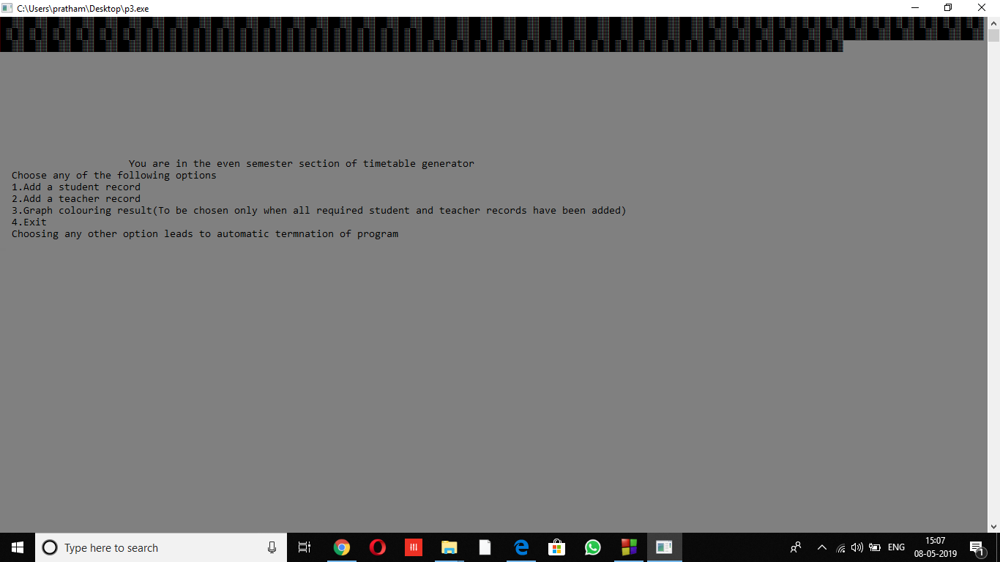 C:\Users\pratham\Desktop\p3.exe
You are in the even semester section of timetable generator
Choose any of the following options
1.Add a student record
2.Add a teacher record
3.Graph colouring result(To be chosen only when all required student and teacher records have been added)
4.Exit
Choosing any other option leads to automatic termnation of program
Type here to search
ENG
15:07
08-05-2019
1